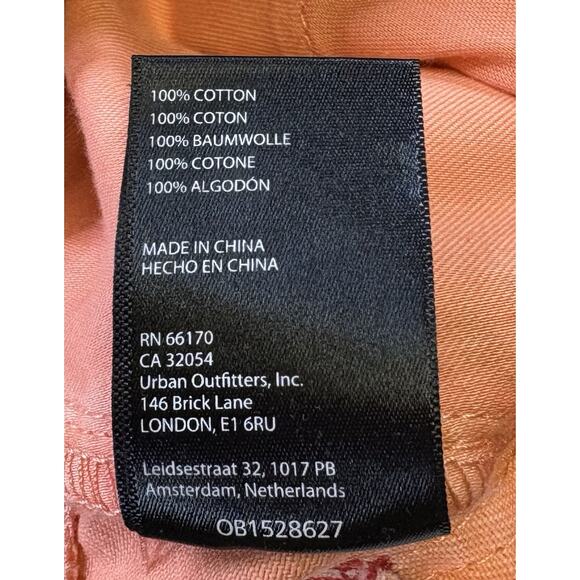 100% COTTON
100% COTON
100% BAUMWOLLE
100% COTONE
100% ALGODÓN
MADE IN CHINA
HECHO EN CHINA
RN 66170
CA 32054
Urban Outfitters, Inc.
146 Brick Lane
LONDON, E1 6RU
Leidsestraat 32, 1017 PB
Amsterdam, Netherlands
OB1528627